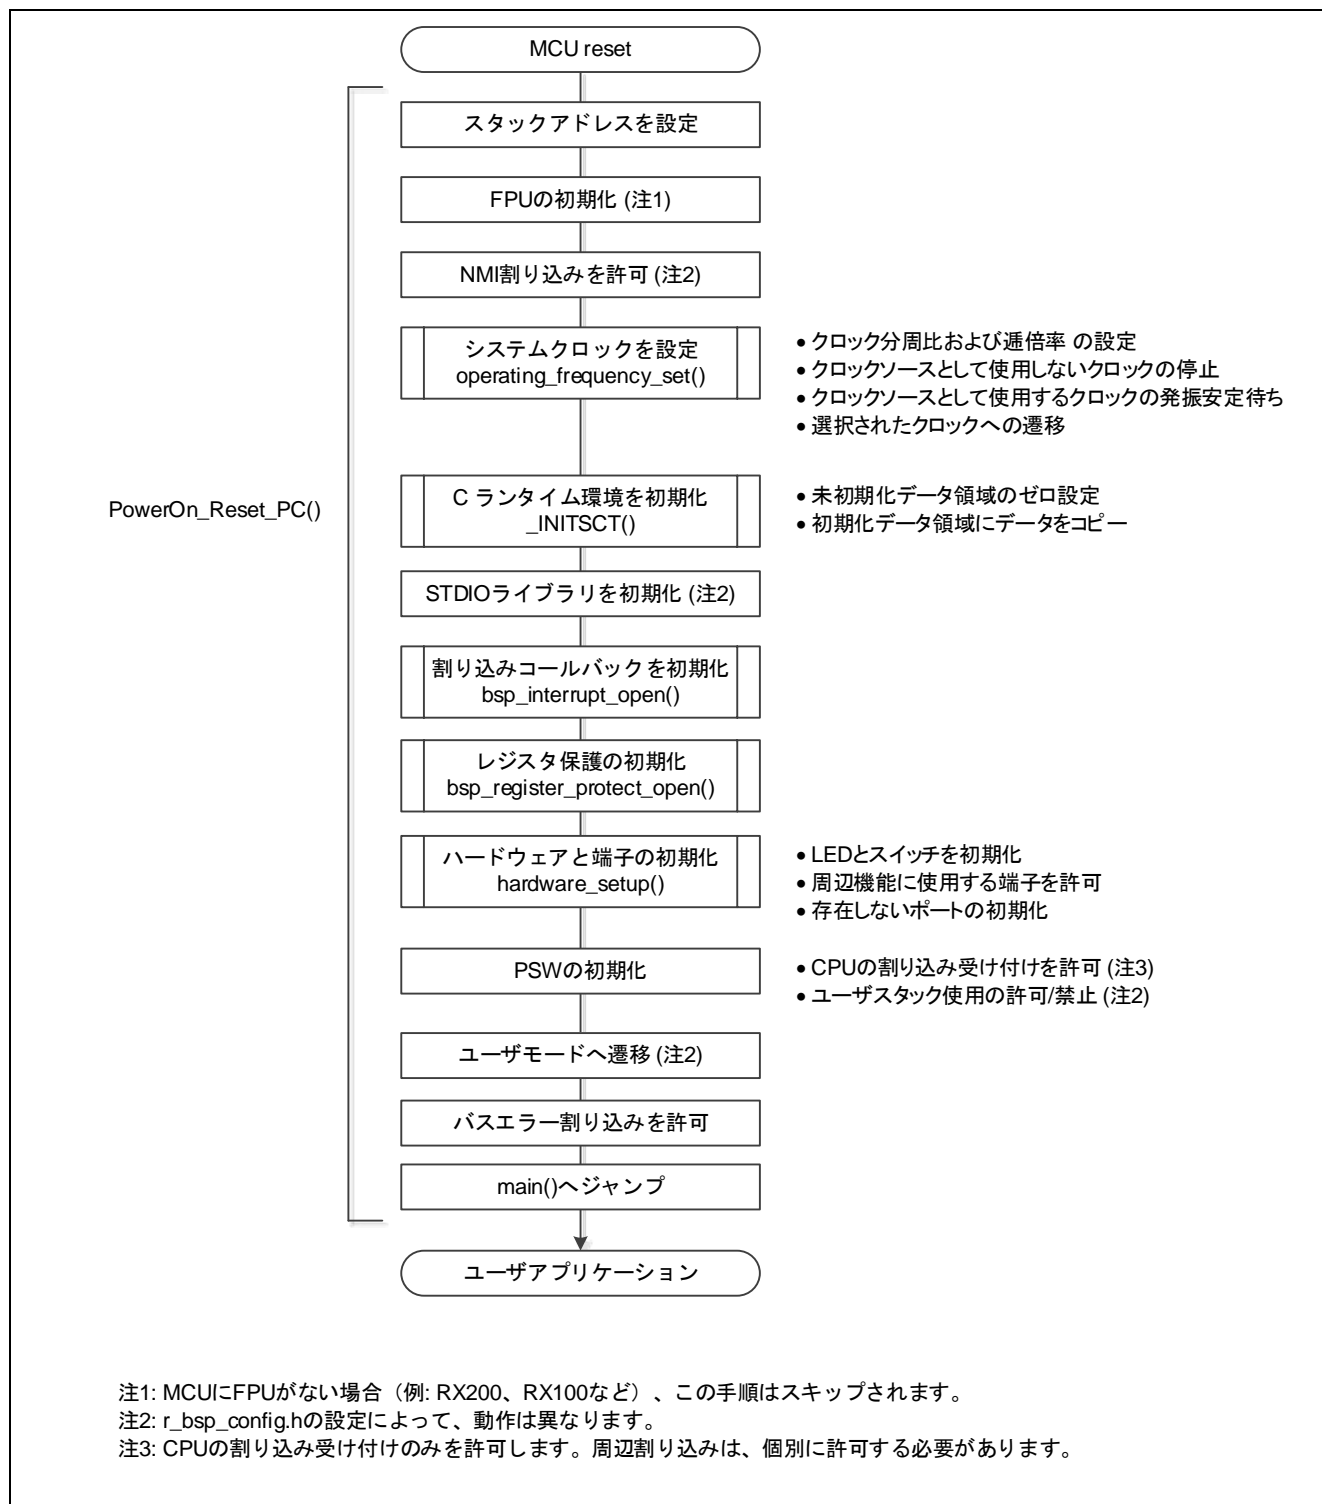 MCU reset
スタックアドレスを設定
FPUの初期化 (注1)
NMI割り込みを許可 (注2)
システムクロックを設定
operating_frequency_set()
• クロック分周比および逓倍率 の設定
• クロックソースとして使用しないクロックの停止
• クロックソースとして使用するクロックの発振安定待ち
• 選択されたクロックへの遷移
PowerOn_Reset_PC()
C ランタイム環境を初期化
_INITSCT()
• 未初期化データ領域のゼロ設定
• 初期化データ領域にデータをコピー
STDIOライブラリを初期化 (注2)
割り込みコールバックを初期化
bsp_interrupt_open()
レジスタ保護の初期化
bsp_register_protect_open()
ハードウェアと端子の初期化
hardware_setup()
• LEDとスイッチを初期化
• 周辺機能に使用する端子を許可
• 存在しないポートの初期化
PSWの初期化
• CPUの割り込み受け付けを許可 (注3)
• ユーザスタック使用の許可/禁止 (注2)
ユーザモードへ遷移 (注2)
バスエラー割り込みを許可
main()へジャンプ
ユーザアプリケーション
注1: MCUにFPUがない場合（例: RX200、RX100など）、この手順はスキップされます。
注2: r_bsp_config.hの設定によって、動作は異なります。
注3: CPUの割り込み受け付けのみを許可します。周辺割り込みは、個別に許可する必要があります。